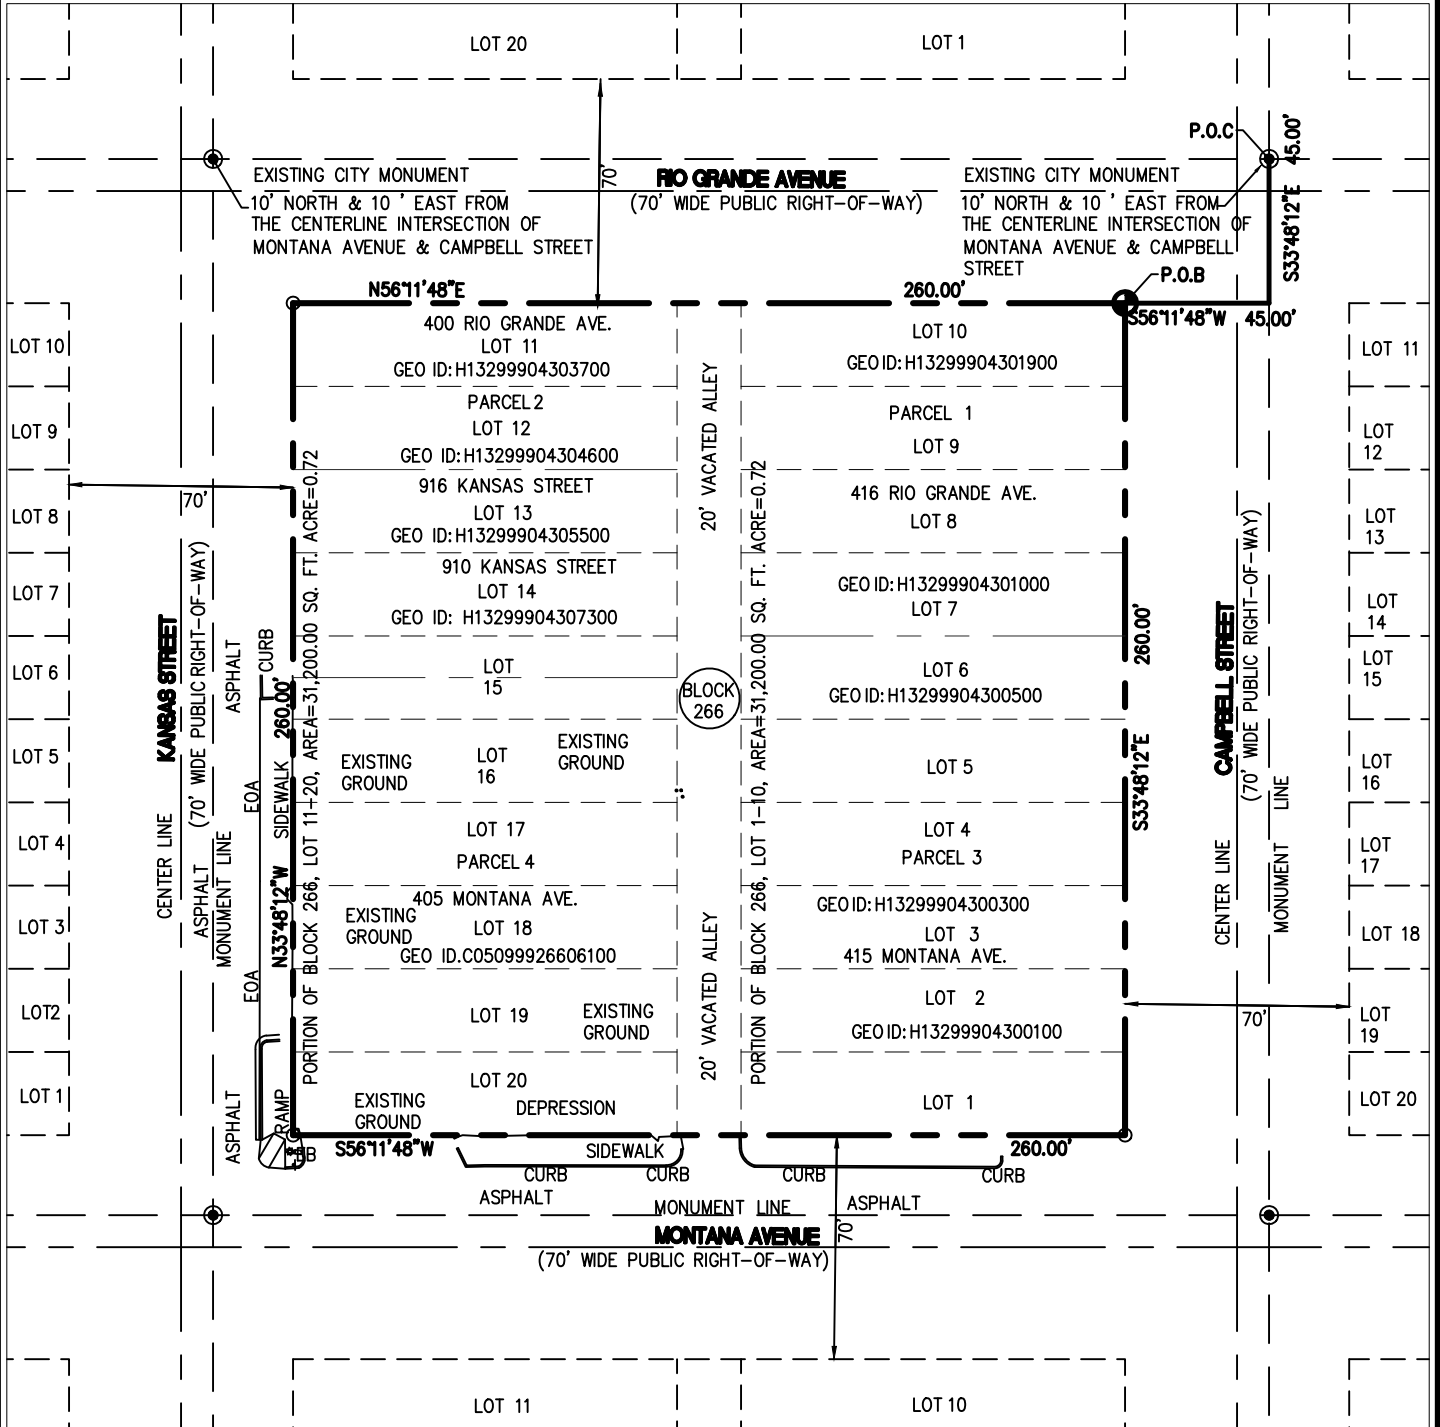 LOT 20
LOT 1
P.O.C
45.00'
S33°48'12"E
EXISTING CITY MONUMENT
10' NORTH & 10 ' EAST FROM
THE CENTERLINE INTERSECTION OF
MONTANA AVENUE & CAMPBELL STREET
70'
RIO GRANDE AVENUE
(70' WIDE PUBLIC RIGHT-OF-WAY)
EXISTING CITY MONUMENT
10' NORTH & 10 ' EAST FROM
THE CENTERLINE INTERSECTION OF
MONTANA AVENUE & CAMPBELL
STREET
P.O.B
N56°11'48"E
260.00'
S56°11'48"W 45.00'
LOT 10
LOT 9
LOT 8
LOT 7
LOT 6
LOT 5
LOT 4
LOT 3
LOT2
LOT 1
70'
KANSAS STREET
(70' WIDE PUBLIC RIGHT-OF-WAY)
CENTER LINE
ASPHALT
MONUMENT LINE
ASPHALT
CURB
EOA
SIDEWALK
260.00'
N33°48'12"W
EOA
ASPHALT
RAMP
PORTION OF BLOCK 266, LOT 11-20, AREA=31,200.00 SQ. FT. ACRE=0.72
400 RIO GRANDE AVE.
LOT 11
GEO ID: H13299904303700
PARCEL 2
LOT 12
GEO ID: H13299904304600
916 KANSAS STREET
LOT 13
GEO ID: H13299904305500
910 KANSAS STREET
LOT 14
GEO ID: H13299904307300
LOT
15
EXISTING
GROUND
LOT
16
EXISTING
GROUND
LOT 17
PARCEL 4
405 MONTANA AVE.
EXISTING
GROUND
LOT 18
GEO ID.C05099926606100
LOT 19
EXISTING
GROUND
LOT 20
EXISTING
GROUND
DEPRESSION
20' VACATED ALLEY
BLOCK
266
20' VACATED ALLEY
PORTION OF BLOCK 266, LOT 1-10, AREA=31,200.00 SQ. FT. ACRE=0.72
LOT 10
GEO ID: H13299904301900
PARCEL 1
LOT 9
416 RIO GRANDE AVE.
LOT 8
GEO ID: H13299904301000
LOT 7
LOT 6
GEO ID: H13299904300500
LOT 5
LOT 4
PARCEL 3
GEO ID: H13299904300300
LOT 3
415 MONTANA AVE.
LOT 2
GEO ID: H13299904300100
LOT 1
260.00'
S33°48'12"E
CAMPBELL STREET
(70' WIDE PUBLIC RIGHT-OF-WAY)
CENTER LINE
MONUMENT LINE
70'
LOT 11
LOT
12
LOT
13
LOT
14
LOT
15
LOT
16
LOT
17
LOT 18
LOT
19
LOT 20
S56°11'48"W
SIDEWALK
260.00'
CURB
CURB
CURB
CURB
ASPHALT
MONUMENT LINE
ASPHALT
70'
MONTANA AVENUE
(70' WIDE PUBLIC RIGHT-OF-WAY)
LOT 11
LOT 10